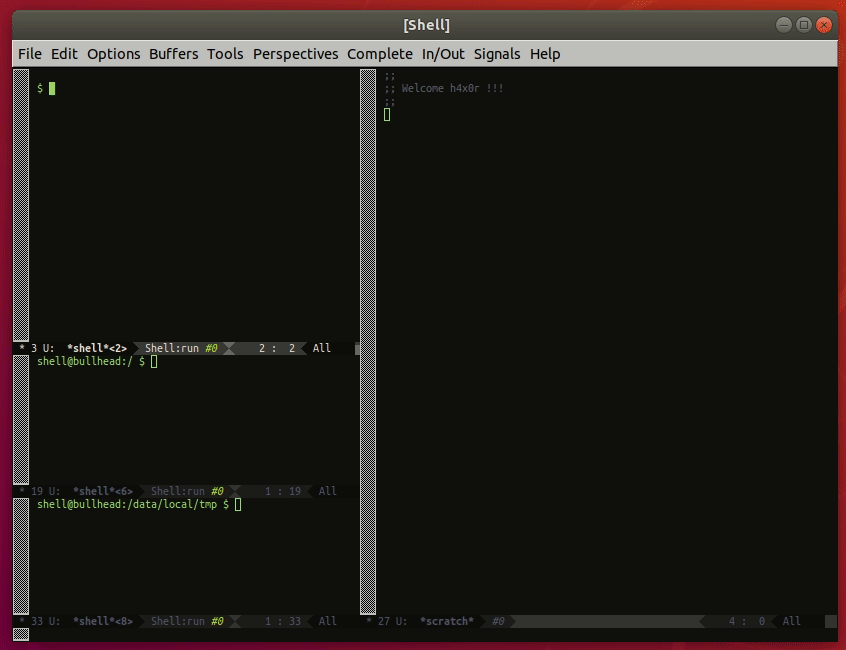 [Shell]
File Edit Options Buffers Tools Perspectives Complete In/Out Signals Help
$
* 3 U: *shell*<2> Shell:run #0 2 : 2 All
shell@bullhead:/ $
* 19 U: *shell*<6> Shell:run #0 1 : 19 All
shell@bullhead:/data/local/tmp $
* 33 U: *shell*<8> Shell:run #0 1 : 33 All
;;
;; Welcome h4x0r !!!
;;
* 27 U: *scratch* #0 4 : 0 All